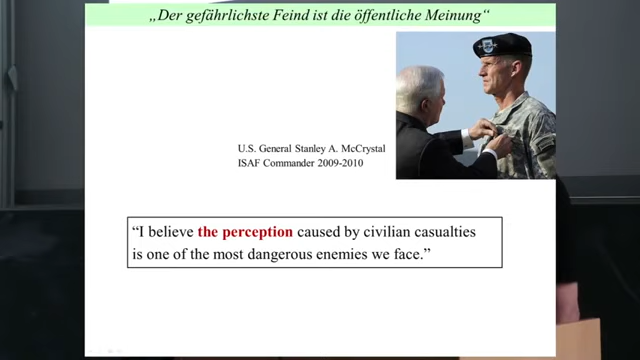 „Der gefährlichste Feind ist die öffentliche Meinung“
U.S. General Stanley A. McCrystal
ISAF Commander 2009-2010
“I believe the perception caused by civilian casualties
is one of the most dangerous enemies we face.”